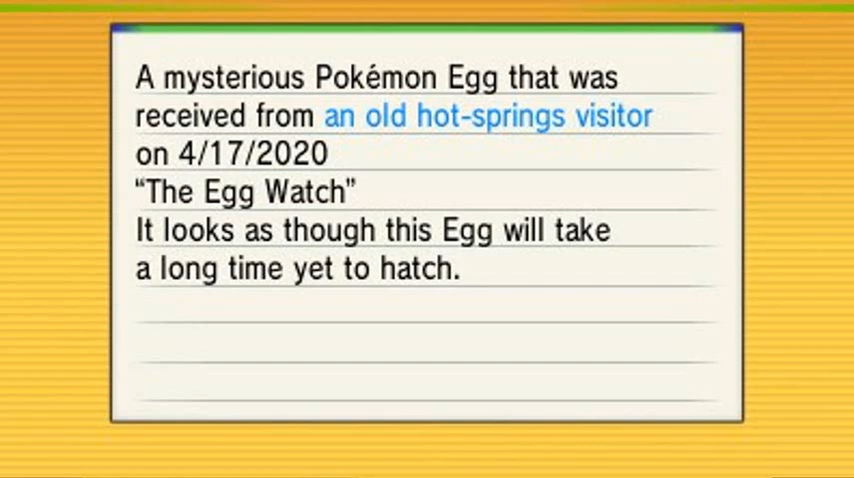 A mysterious Pokémon Egg that was
received from an old hot-springs visitor
on 4/17/2020
“The Egg Watch”
It looks as though this Egg will take
a long time yet to hatch.